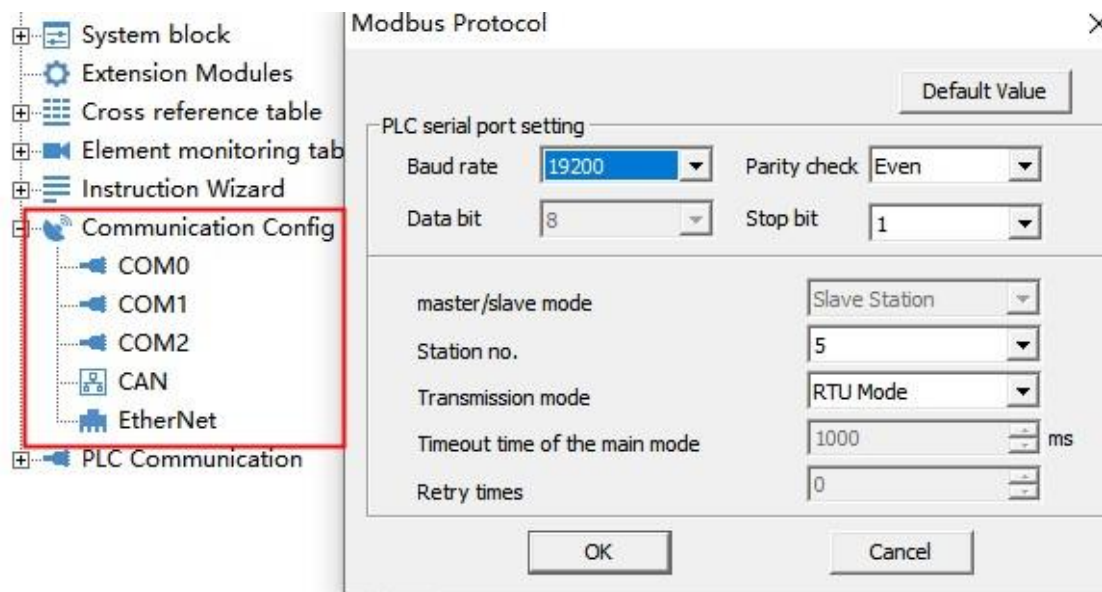 System block
Extension Modules
Cross reference table
Element monitoring tab
Instruction Wizard
Communication Config
COM0
COM1
COM2
CAN
EtherNet
PLC Communication
Modbus Protocol
Default Value
PLC serial port setting
Baud rate 19200 Parity check Even
Data bit 8 Stop bit 1
master/slave mode Slave Station
Station no. 5
Transmission mode RTU Mode
Timeout time of the main mode 1000 ms
Retry times 0
OK Cancel